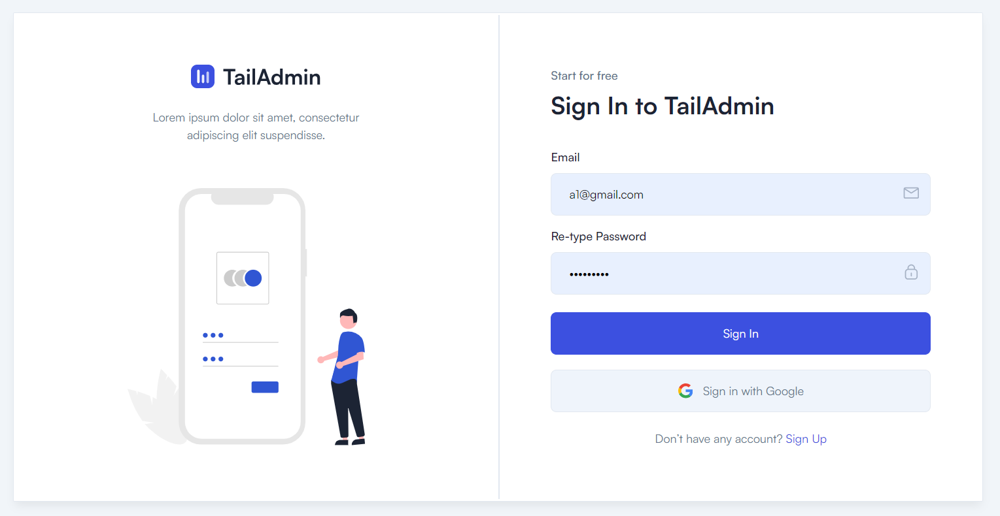 TailAdmin
Lorem ipsum dolor sit amet, consectetur
adipiscing elit suspendisse.
Start for free
Sign In to TailAdmin
Email
a1@gmail.com
Re-type Password
•••••••••
Sign In
Sign in with Google
Don't have any account? Sign Up